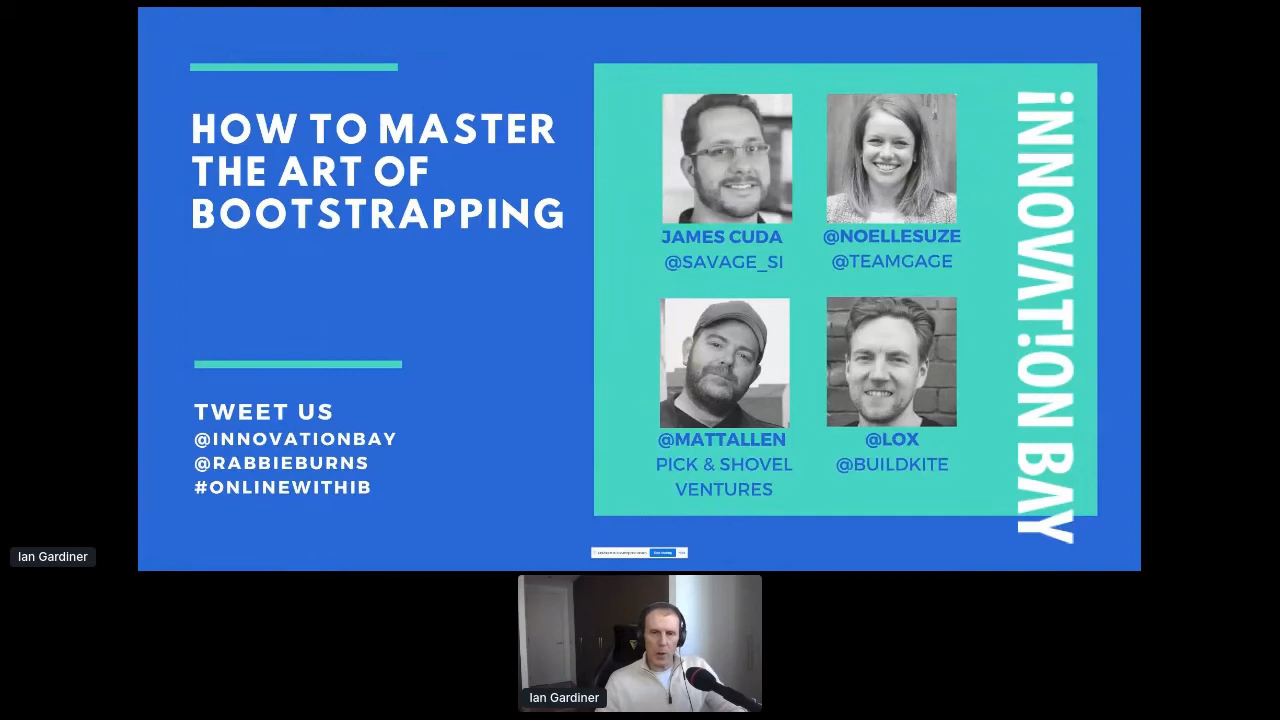 HOW TO MASTER
THE ART OF
BOOTSTRAPPING
TWEET US
@INNOVATIONBAY
@RABBIEBURNS
#ONLINEWITHIB
JAMES CUDA
@SAVAGE_SI
@NOELLESUZE
@TEAMGAGE
@MATTALLEN
PICK & SHOVEL
VENTURES
@LOX
@BUILDKITE
iNNOVAT!ON BAY
Ian Gardiner
Ian Gardiner